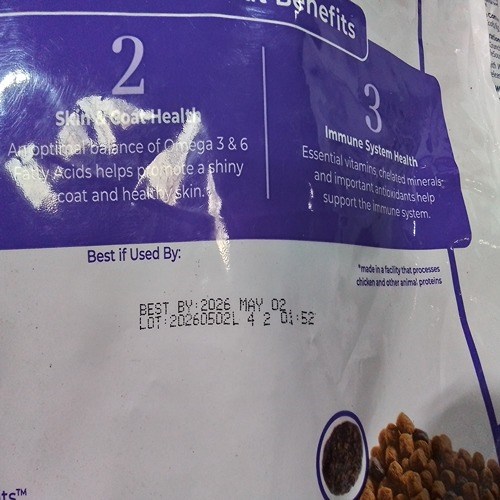 Benefits
2
Skin & Coat Health
An optimal balance of Omega 3 & 6
Fatty Acids helps promote a shiny
coat and healthy skin.
3
Immune System Health
Essential vitamins, chelated minerals,
and important antioxidants help
support the immune system.
Best if Used By:
*made in a facility that processes
chicken and other animal proteins
BEST BY:2026 MAY 02
LOT:20260502L 4 2 01:52